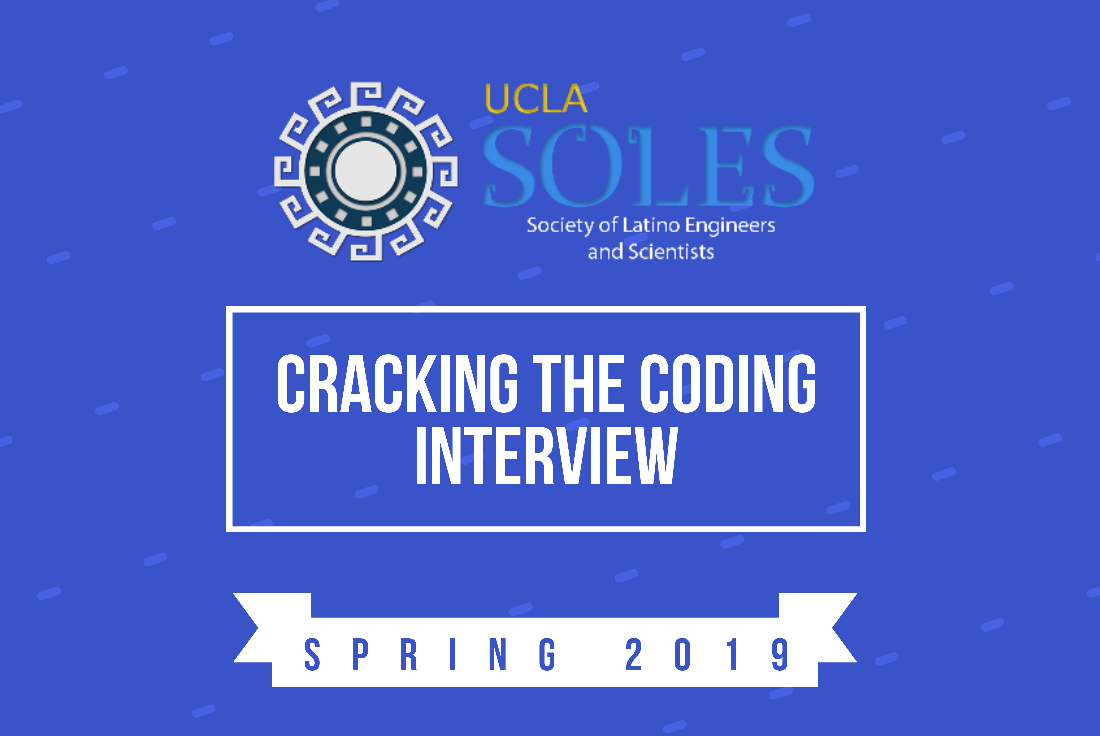 UCLA
SOLES
Society of Latino Engineers
and Scientists
CRACKING THE CODING
INTERVIEW
SPRING 2019